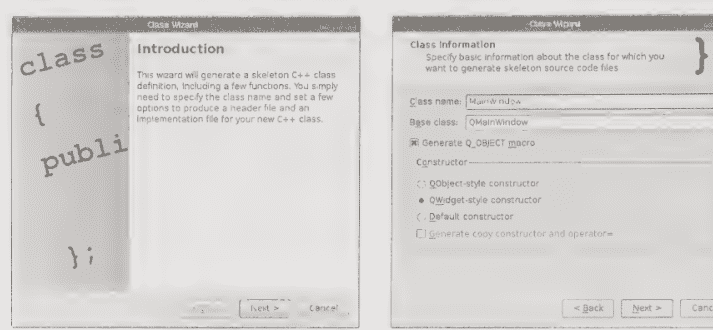 Class Wizard
class
{
publi
};
Introduction
This wizard will generate a skeleton C++ class
definition, including a few functions. You simply
need to specify the class name and set a few
options to produce a header file and an
implementation file for your new C++ class.
Next >
Cancel
Class Wizard
Class Information
Specify basic information about the class for which you
want to generate skeleton source code files
}
Class name: MainWindow
Base class: QMainWindow
Generate Q_OBJECT macro
Constructor
QObject-style constructor
QWidget-style constructor
Default constructor
Generate copy constructor and operator=
< Back
Next >
Canc